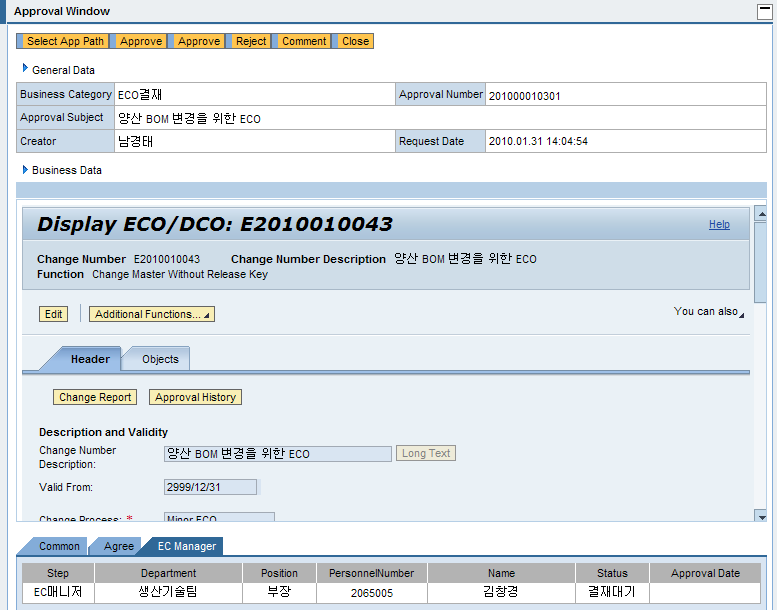 Approval Window
Select App Path Approve Approve Reject Comment Close
General Data
Business Category ECO결재 Approval Number 201000010301
Approval Subject 양산 BOM 변경을 위한 ECO
Creator 남경태 Request Date 2010.01.31 14:04:54
Business Data
Display ECO/DCO: E2010010043 Help
Change Number E2010010043 Change Number Description 양산 BOM 변경을 위한 ECO
Function Change Master Without Release Key
Edit Additional Functions... You can also
Header Objects
Change Report Approval History
Description and Validity
Change Number
Description: 양산 BOM 변경을 위한 ECO Long Text
Valid From: 2999/12/31
Change Process: * Minor ECO
Common Agree EC Manager
Step Department Position PersonnelNumber Name Status Approval Date
EC매니저 생산기술팀 부장 2065005 김창경 결재대기